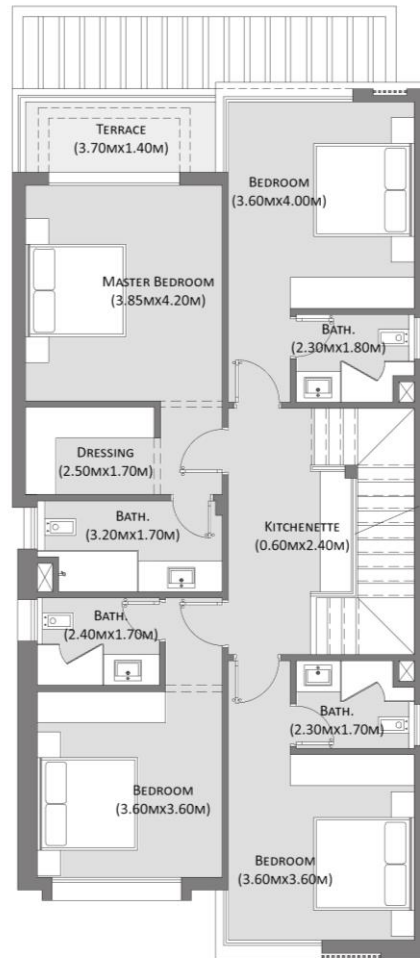 TERRACE
(3.70MX1.40M)
BEDROOM
(3.60MX4.00M)
MASTER BEDROOM
(3.85MX4.20M)
BATH.
(2.30MX1.80M)
DRESSING
(2.50MX1.70M)
BATH.
(3.20MX1.70M)
KITCHENETTE
(0.60MX2.40M)
BATH.
(2.40MX1.70M)
BATH.
(2.30MX1.70M)
BEDROOM
(3.60MX3.60M)
BEDROOM
(3.60MX3.60M)